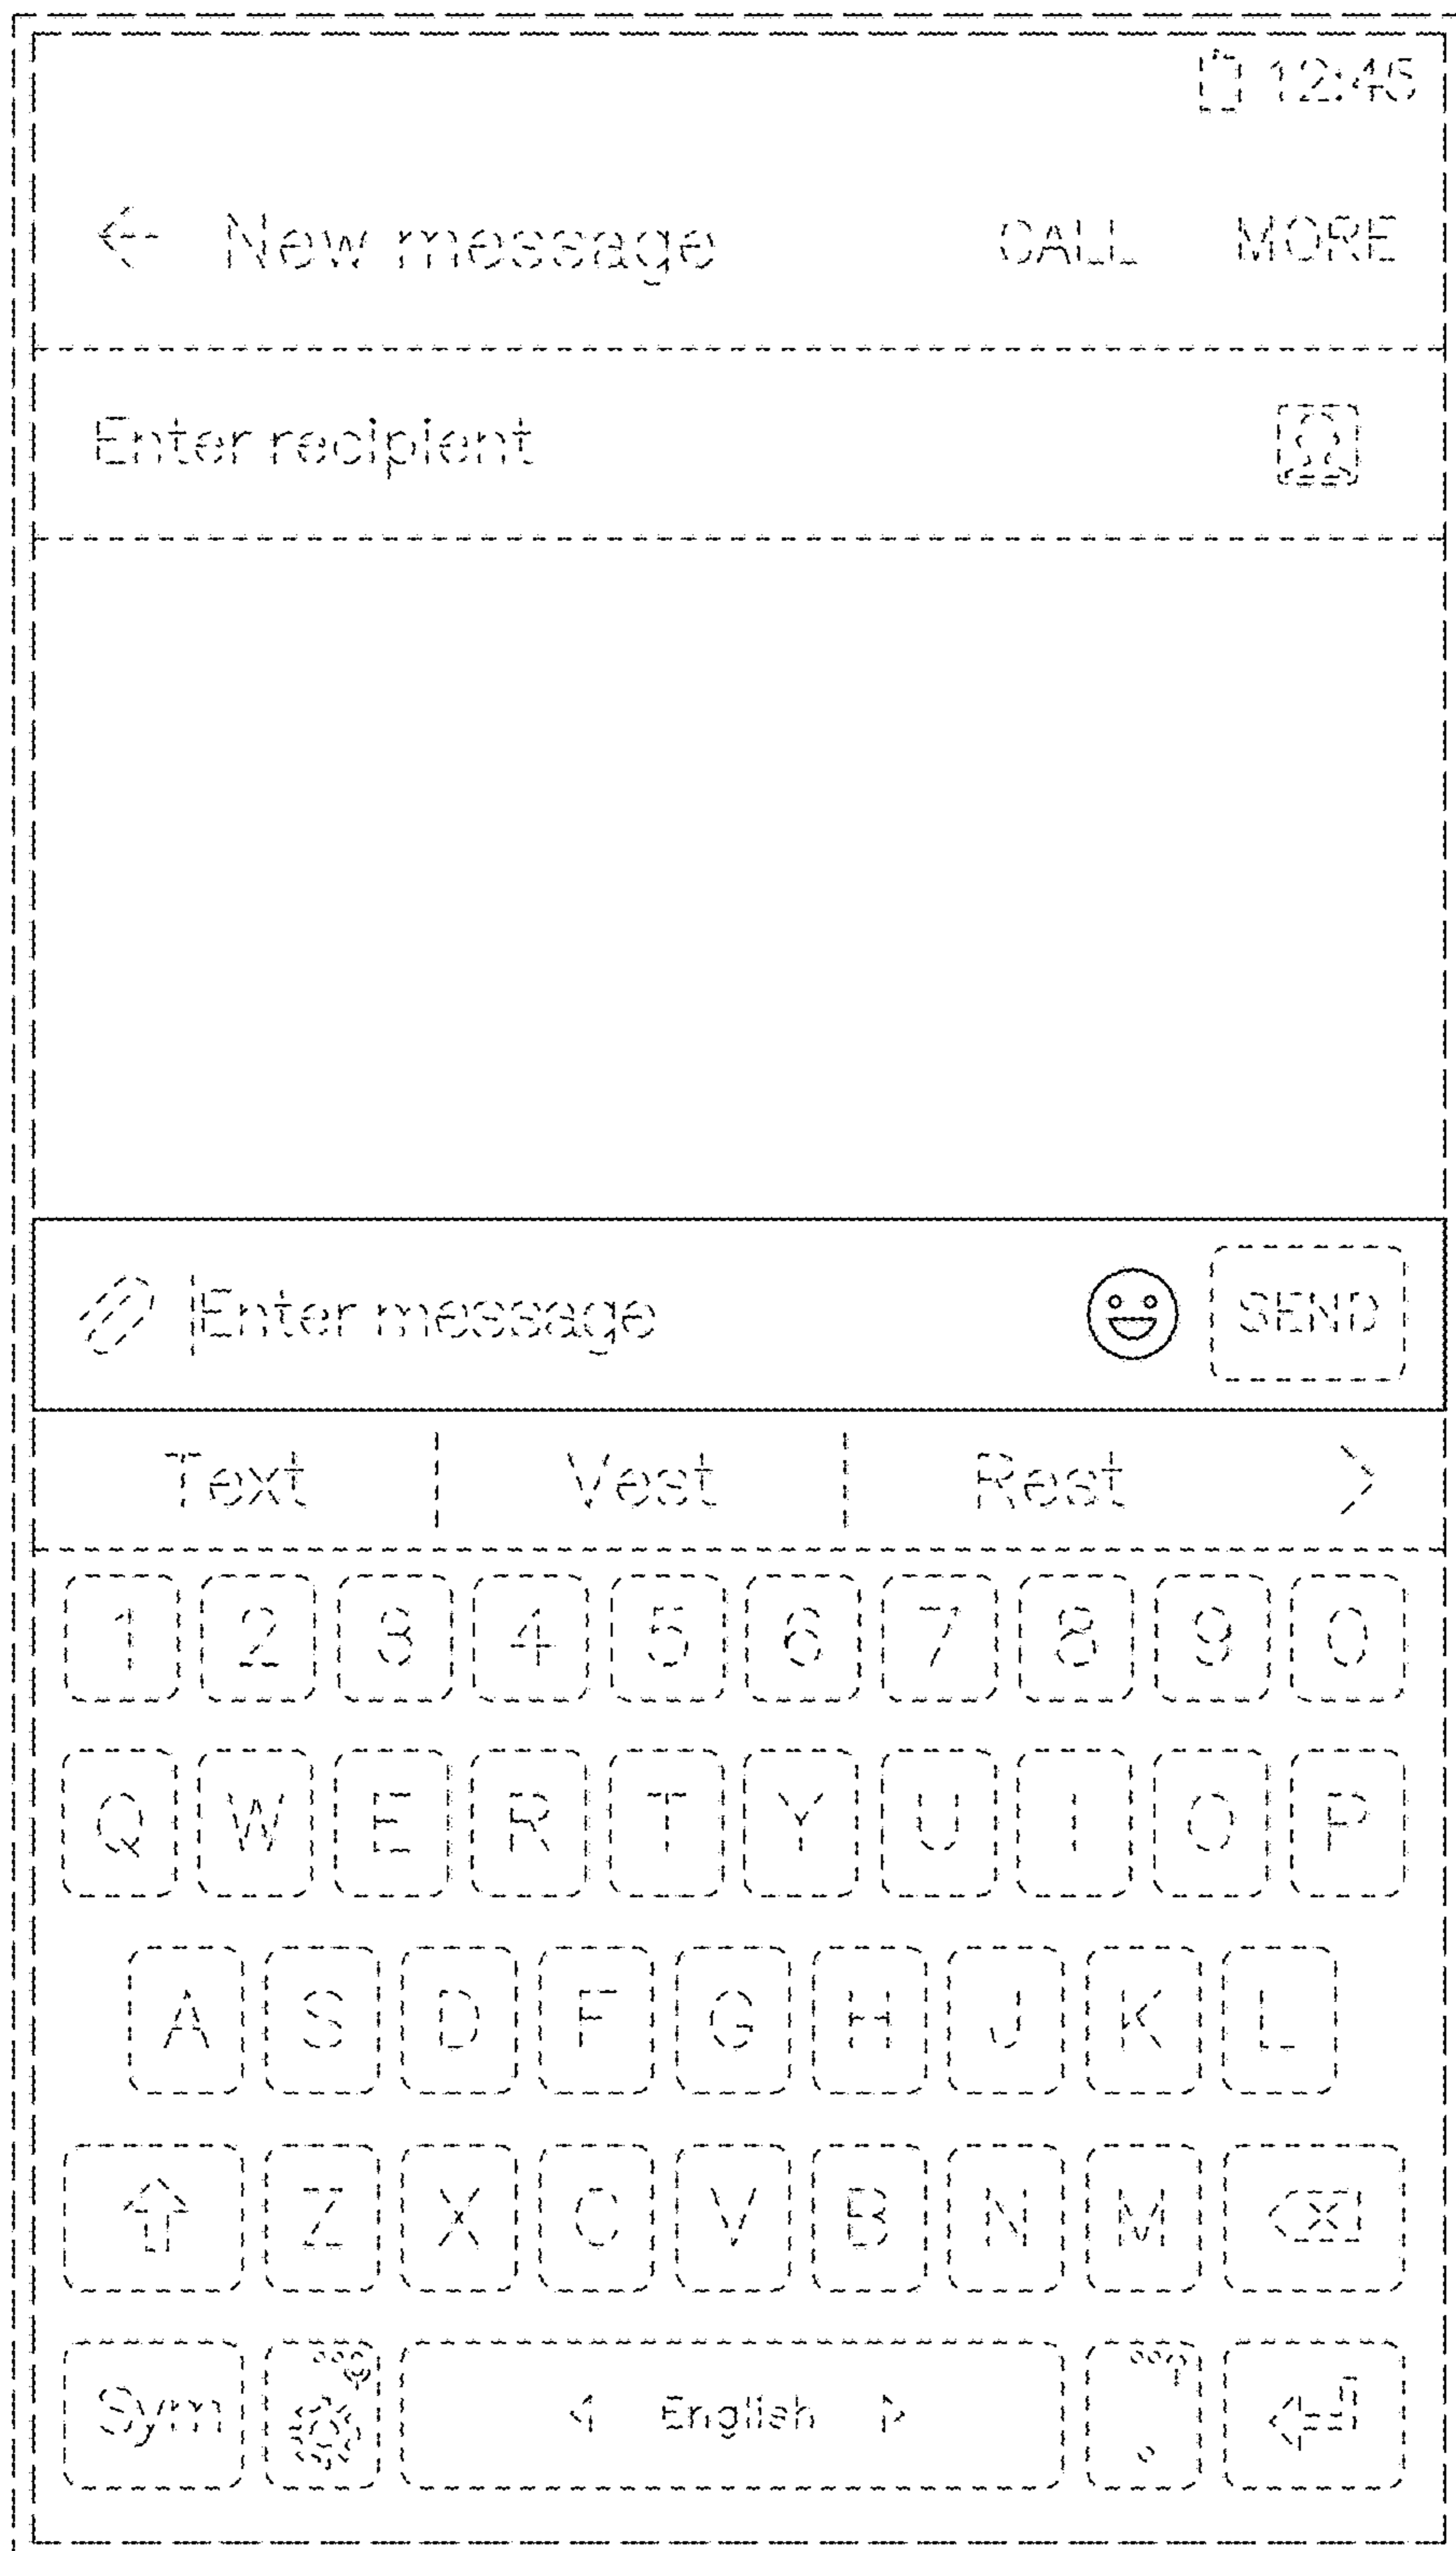 12:45
New message CALL MORE
Enter recipient
Enter message SEND
Text Vest Rest
1 2 3 4 5 6 7 8 9 0
Q W E R T Y U I O P
A S D F G H J K L
Z X C V B N M
Sym English .